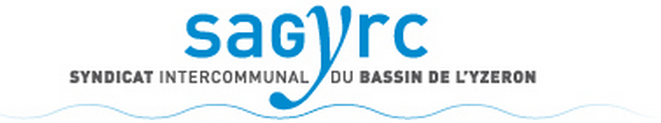 saGyrc
SYNDICAT INTERCOMMUNAL DU BASSIN DE L'YZERON